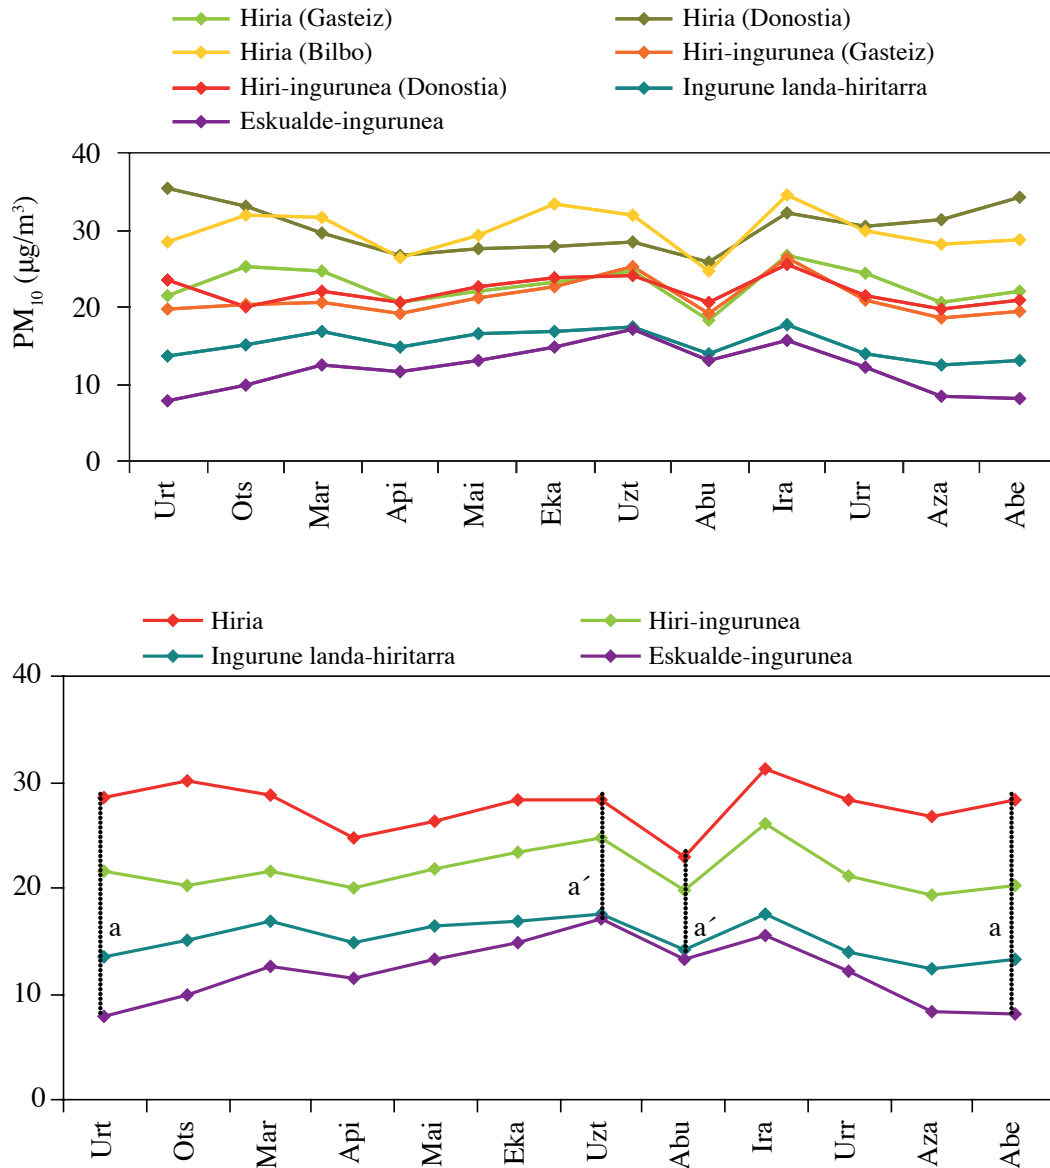 Hiria (Gasteiz) Hiria (Donostia)
Hiria (Bilbo) Hiri-ingurunea (Gasteiz)
Hiri-ingurunea (Donostia) Ingurune landa-hiritarra
Eskualde-ingurunea
PM₁₀ (µg/m³)
40
30
20
10
0
Urt Ots Mar Api Mai Eka Uzt Abu Ira Urr Aza Abe
Hiria Hiri-ingurunea
Ingurune landa-hiritarra Eskualde-ingurunea
40
30
20
a´
a a´ a
10
0
Urt Ots Mar Api Mai Eka Uzt Abu Ira Urr Aza Abe